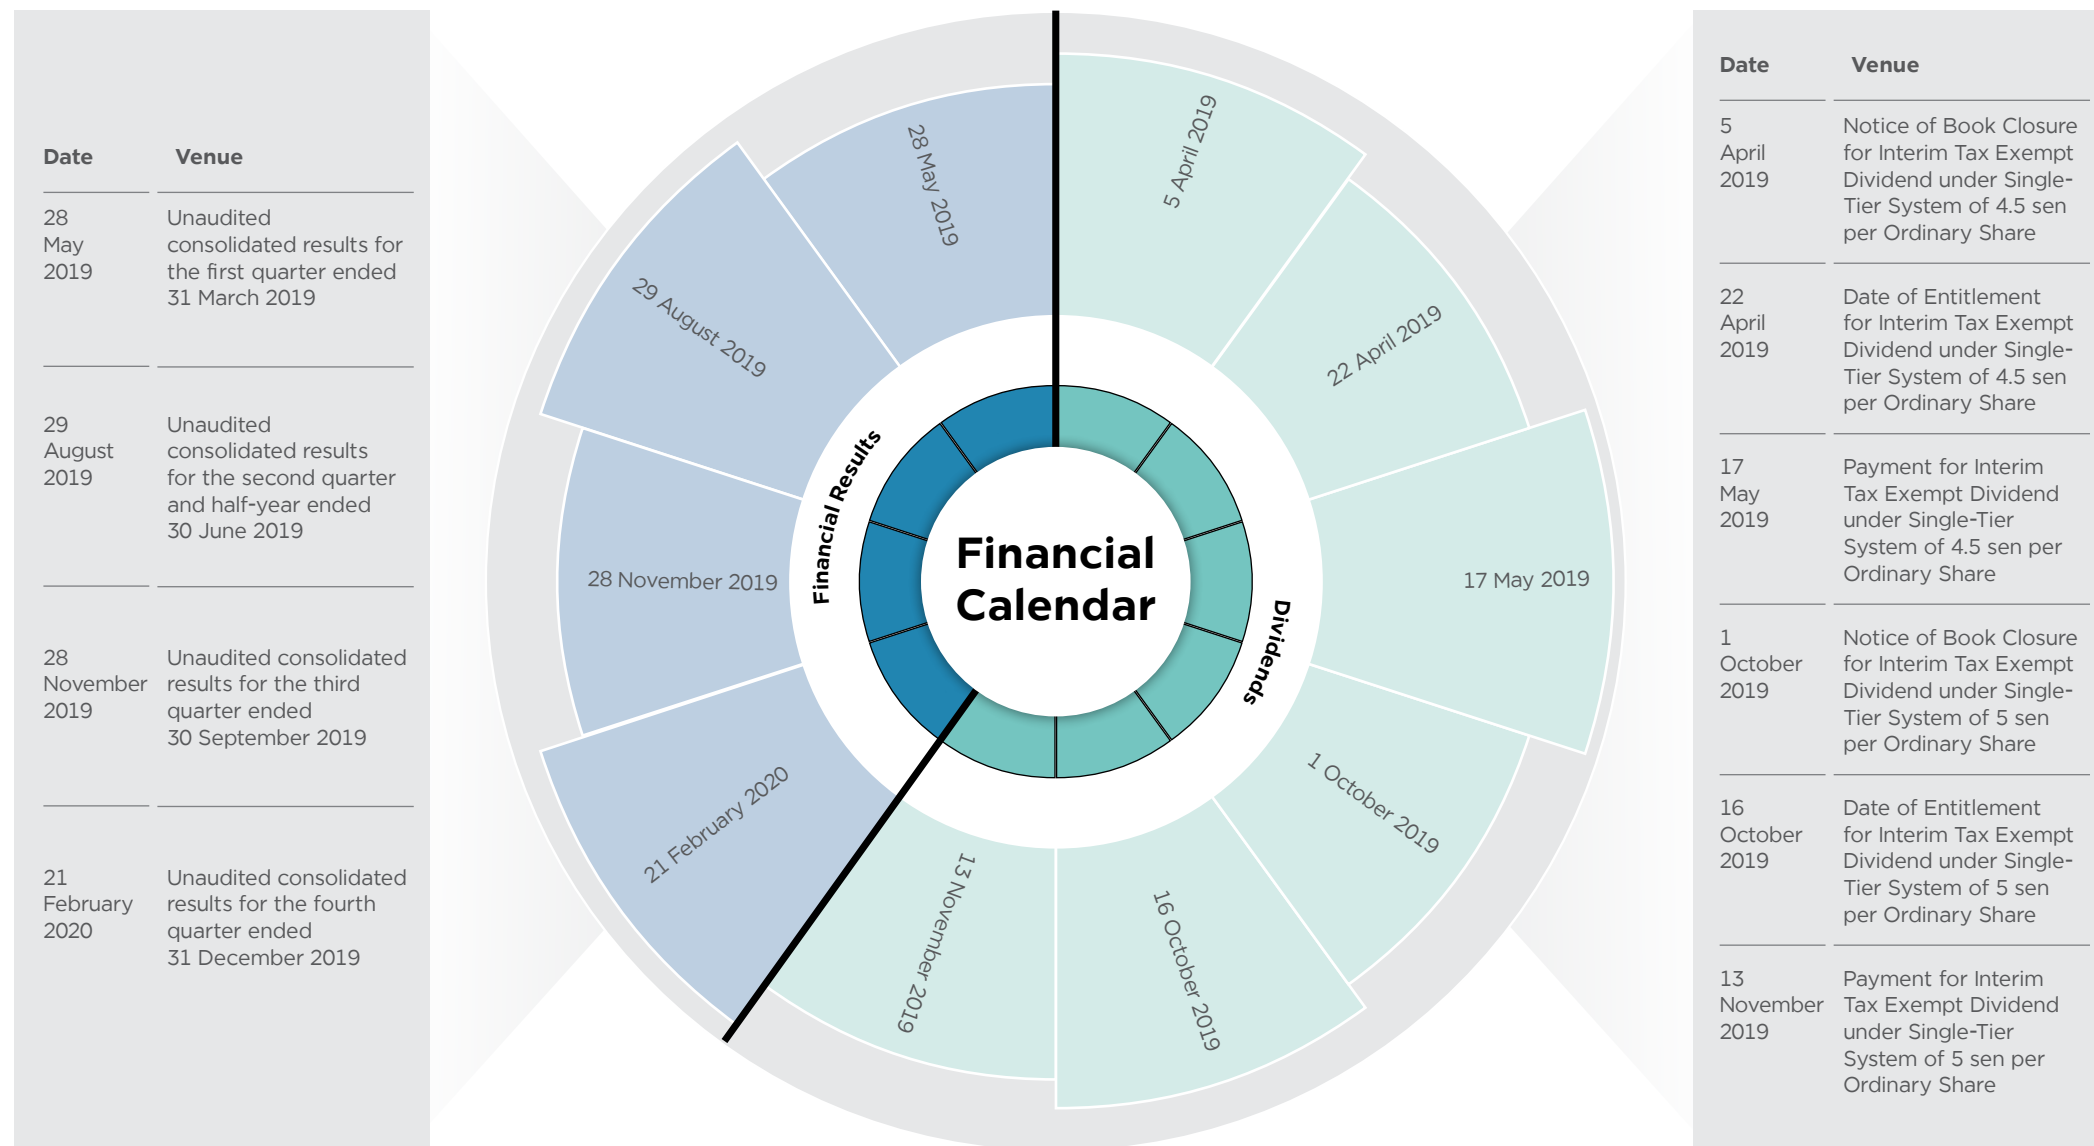 Date Venue
28
May
2019
Unaudited
consolidated results for
the first quarter ended
31 March 2019
29
August
2019
Unaudited
consolidated results
for the second quarter
and half-year ended
30 June 2019
28
November
2019
Unaudited consolidated
results for the third
quarter ended
30 September 2019
21
February
2020
Unaudited consolidated
results for the fourth
quarter ended
31 December 2019
28 May 2019
29 August 2019
28 November 2019
21 February 2020
Financial Results
Financial
Calendar
Dividends
5 April 2019
22 April 2019
17 May 2019
1 October 2019
16 October 2019
13 November 2019
Date Venue
5
April
2019
Notice of Book Closure
for Interim Tax Exempt
Dividend under Single-
Tier System of 4.5 sen
per Ordinary Share
22
April
2019
Date of Entitlement
for Interim Tax Exempt
Dividend under Single-
Tier System of 4.5 sen
per Ordinary Share
17
May
2019
Payment for Interim
Tax Exempt Dividend
under Single-Tier
System of 4.5 sen per
Ordinary Share
1
October
2019
Notice of Book Closure
for Interim Tax Exempt
Dividend under Single-
Tier System of 5 sen
per Ordinary Share
16
October
2019
Date of Entitlement
for Interim Tax Exempt
Dividend under Single-
Tier System of 5 sen
per Ordinary Share
13
November
2019
Payment for Interim
Tax Exempt Dividend
under Single-Tier
System of 5 sen per
Ordinary Share